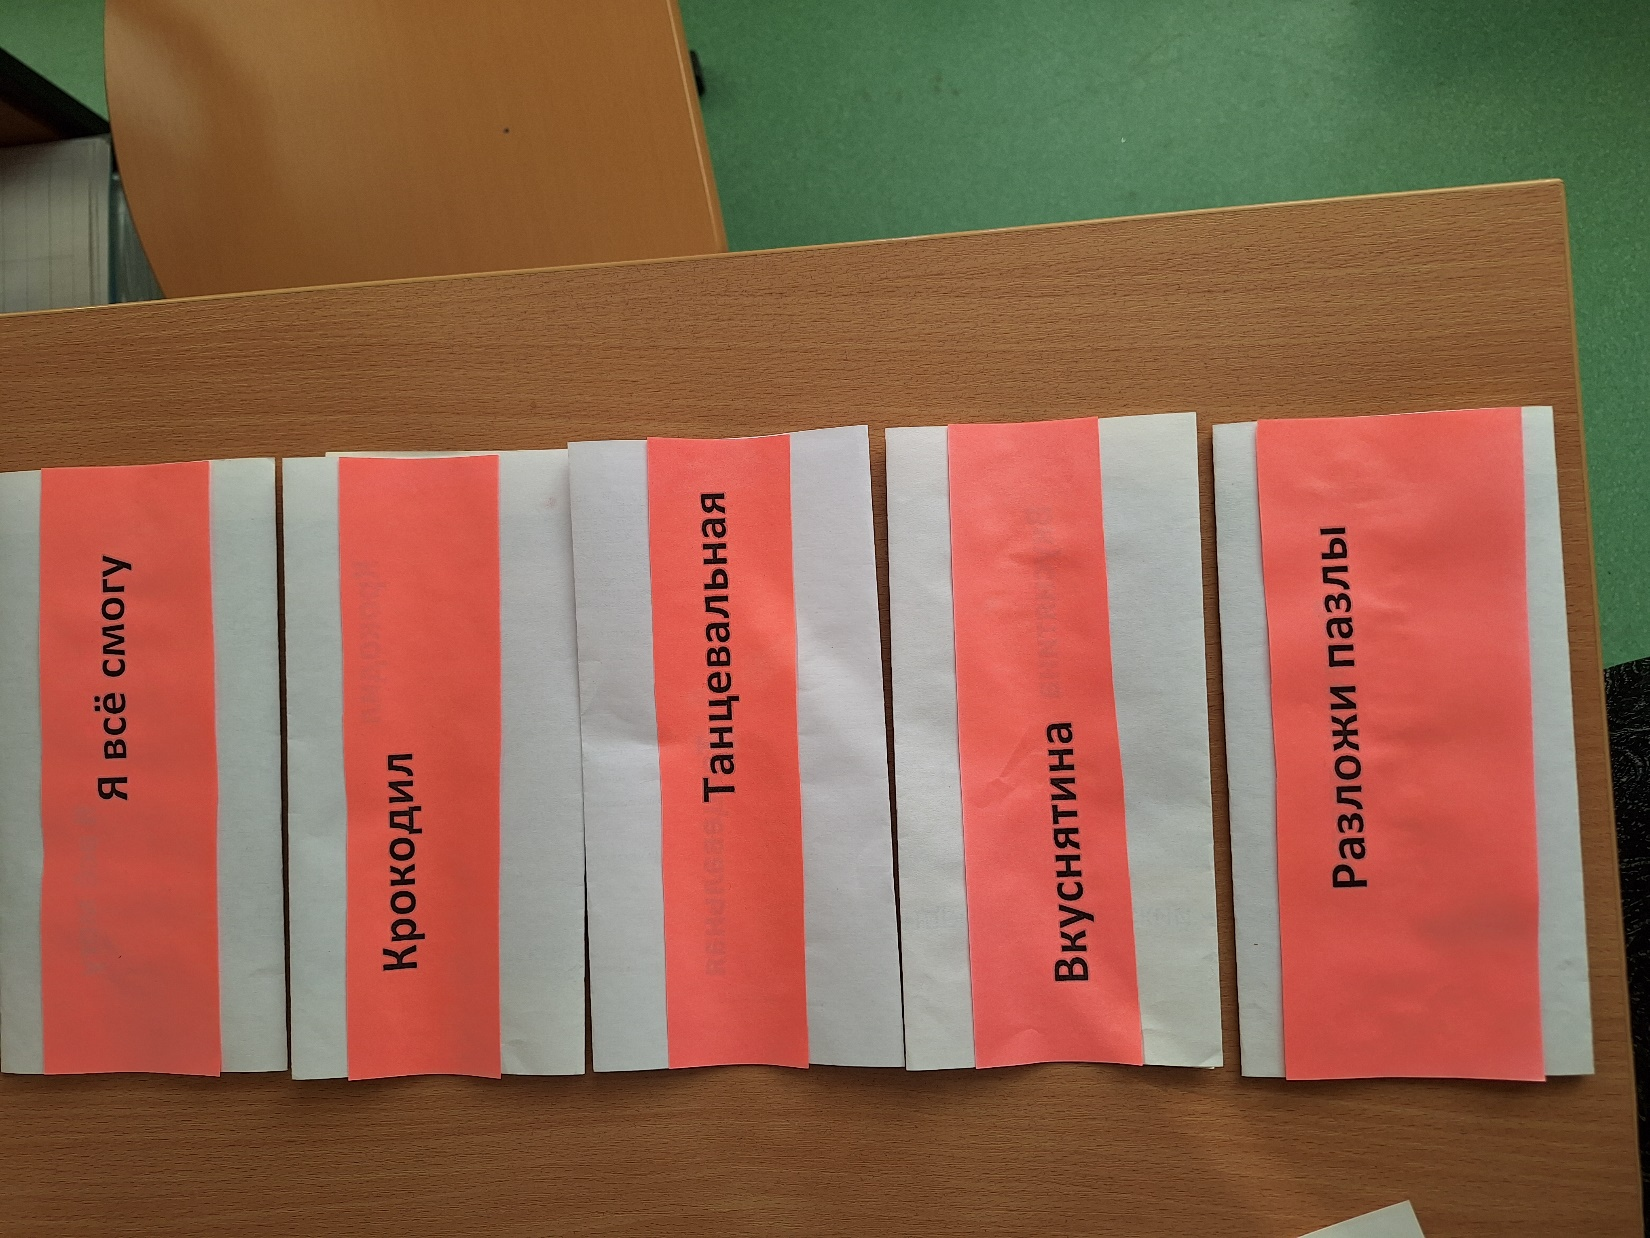 Я всё смогу
Крокодил
Танцевальная
Вкуснятина
Разложи пазлы